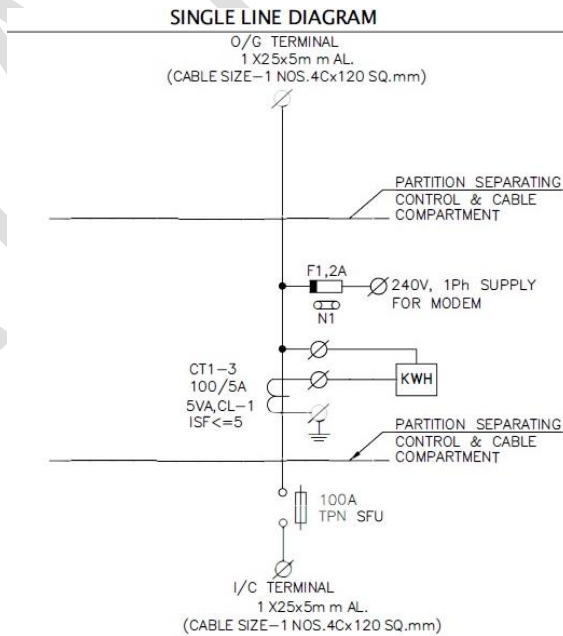 SINGLE LINE DIAGRAM
O/G TERMINAL
1 X25x5m m AL.
(CABLE SIZE-1 NOS.4Cx120 SQ.mm)
PARTITION SEPARATING
CONTROL & CABLE
COMPARTMENT
F1,2A
240V, 1Ph SUPPLY
FOR MODEM
N1
CT1-3
100/5A
5VA,CL-1
ISF<=5
KWH
PARTITION SEPARATING
CONTROL & CABLE
COMPARTMENT
100A
TPN SFU
I/C TERMINAL
1 X25x5m m AL.
(CABLE SIZE-1 NOS.4Cx120 SQ.mm)